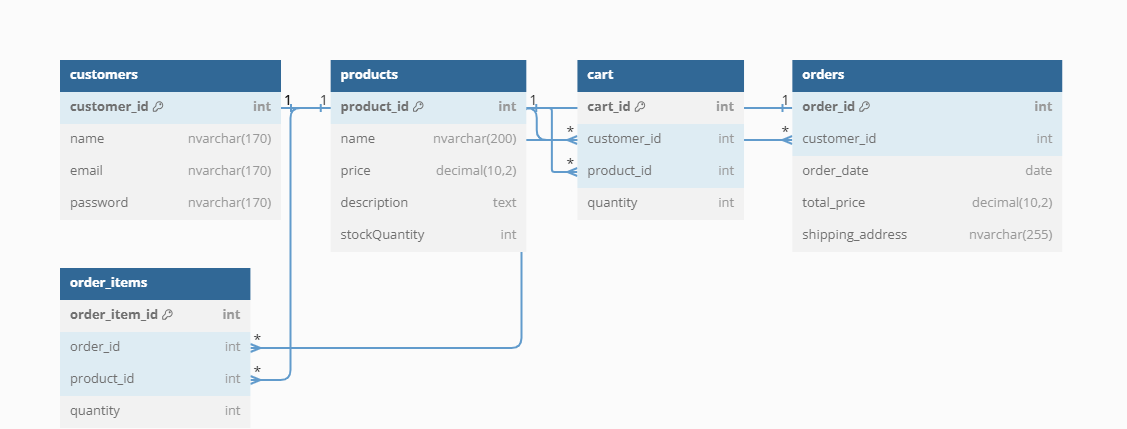 customers
customer_id int
name nvarchar(170)
email nvarchar(170)
password nvarchar(170)
1
1
products
product_id int
name nvarchar(200)
price decimal(10,2)
description text
stockQuantity int
1
*
*
cart
cart_id int
customer_id int
product_id int
quantity int
1
*
orders
order_id int
customer_id int
order_date date
total_price decimal(10,2)
shipping_address nvarchar(255)
order_items
order_item_id int
order_id int
product_id int
quantity int
*
*